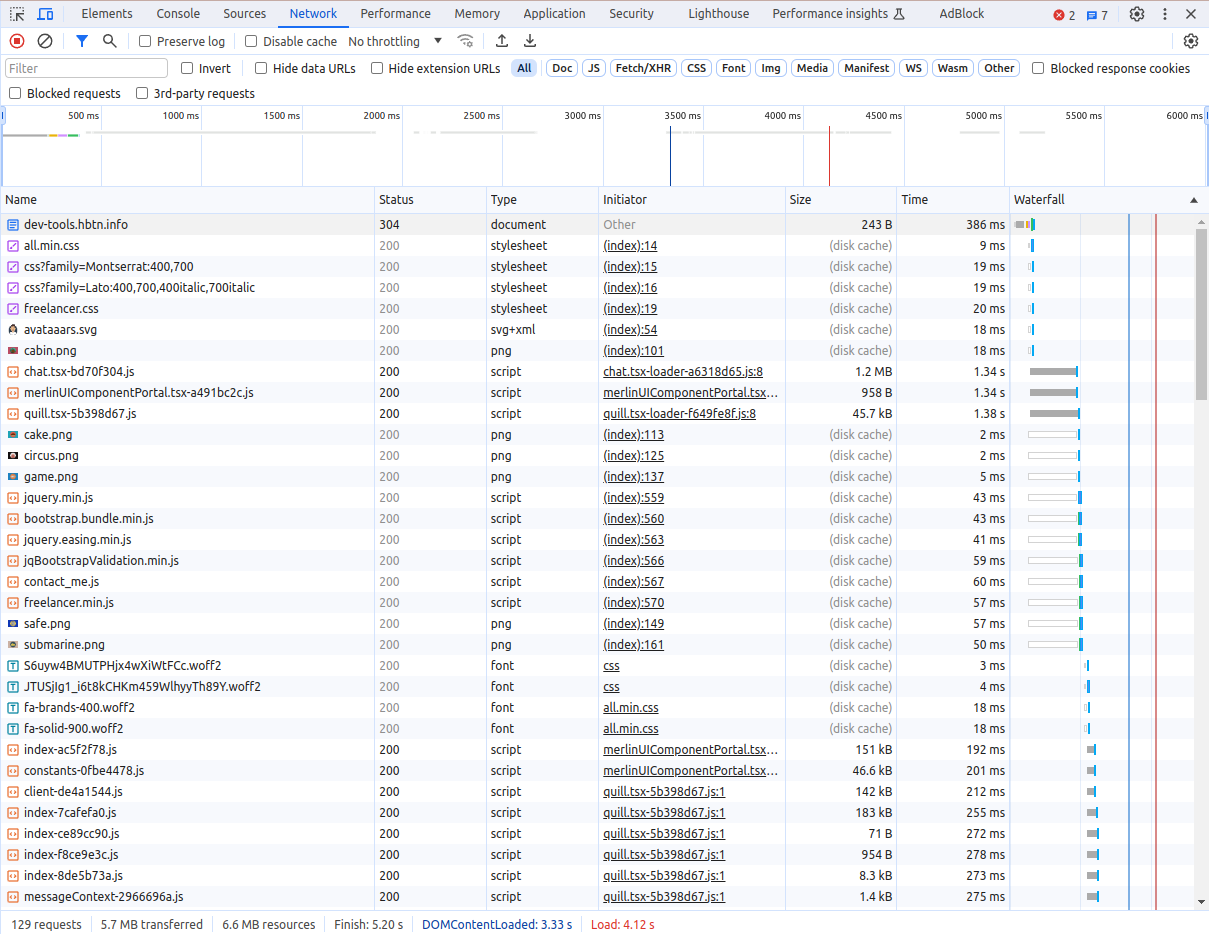 Elements Console Sources Network Performance Memory Application Security Lighthouse Performance insights AdBlock 2 7
Preserve log Disable cache No throttling
Filter Invert Hide data URLs Hide extension URLs All Doc JS Fetch/XHR CSS Font Img Media Manifest WS Wasm Other Blocked response cookies
Blocked requests 3rd-party requests
500 ms 1000 ms 1500 ms 2000 ms 2500 ms 3000 ms 3500 ms 4000 ms 4500 ms 5000 ms 5500 ms 6000 ms
Name Status Type Initiator Size Time Waterfall
dev-tools.hbtn.info 304 document Other 243 B 386 ms
all.min.css 200 stylesheet (index):14 (disk cache) 9 ms
css?family=Montserrat:400,700 200 stylesheet (index):15 (disk cache) 19 ms
css?family=Lato:400,700,400italic,700italic 200 stylesheet (index):16 (disk cache) 19 ms
freelancer.css 200 stylesheet (index):19 (disk cache) 20 ms
avataaars.svg 200 svg+xml (index):54 (disk cache) 18 ms
cabin.png 200 png (index):101 (disk cache) 18 ms
chat.tsx-bd70f304.js 200 script chat.tsx-loader-a6318d65.js:8 1.2 MB 1.34 s
merlinUIComponentPortal.tsx-a491bc2c.js 200 script merlinUIComponentPortal.tsx... 958 B 1.34 s
quill.tsx-5b398d67.js 200 script quill.tsx-loader-f649fe8f.js:8 45.7 kB 1.38 s
cake.png 200 png (index):113 (disk cache) 2 ms
circus.png 200 png (index):125 (disk cache) 2 ms
game.png 200 png (index):137 (disk cache) 5 ms
jquery.min.js 200 script (index):559 (disk cache) 43 ms
bootstrap.bundle.min.js 200 script (index):560 (disk cache) 43 ms
jquery.easing.min.js 200 script (index):563 (disk cache) 41 ms
jqBootstrapValidation.min.js 200 script (index):566 (disk cache) 59 ms
contact_me.js 200 script (index):567 (disk cache) 60 ms
freelancer.min.js 200 script (index):570 (disk cache) 57 ms
safe.png 200 png (index):149 (disk cache) 57 ms
submarine.png 200 png (index):161 (disk cache) 50 ms
S6uyw4BMUTPHjx4wXiWtFCc.woff2 200 font css (disk cache) 3 ms
JTUSjIg1_i6t8kCHKm459WlhyyTh89Y.woff2 200 font css (disk cache) 4 ms
fa-brands-400.woff2 200 font all.min.css (disk cache) 18 ms
fa-solid-900.woff2 200 font all.min.css (disk cache) 18 ms
index-ac5f2f78.js 200 script merlinUIComponentPortal.tsx... 151 kB 192 ms
constants-0fbe4478.js 200 script merlinUIComponentPortal.tsx... 46.6 kB 201 ms
client-de4a1544.js 200 script quill.tsx-5b398d67.js:1 142 kB 212 ms
index-7cafefa0.js 200 script quill.tsx-5b398d67.js:1 183 kB 255 ms
index-ce89cc90.js 200 script quill.tsx-5b398d67.js:1 71 B 272 ms
index-f8ce9e3c.js 200 script quill.tsx-5b398d67.js:1 954 B 278 ms
index-8de5b73a.js 200 script quill.tsx-5b398d67.js:1 8.3 kB 273 ms
messageContext-2966696a.js 200 script quill.tsx-5b398d67.js:1 1.4 kB 275 ms
129 requests 5.7 MB transferred 6.6 MB resources Finish: 5.20 s DOMContentLoaded: 3.33 s Load: 4.12 s